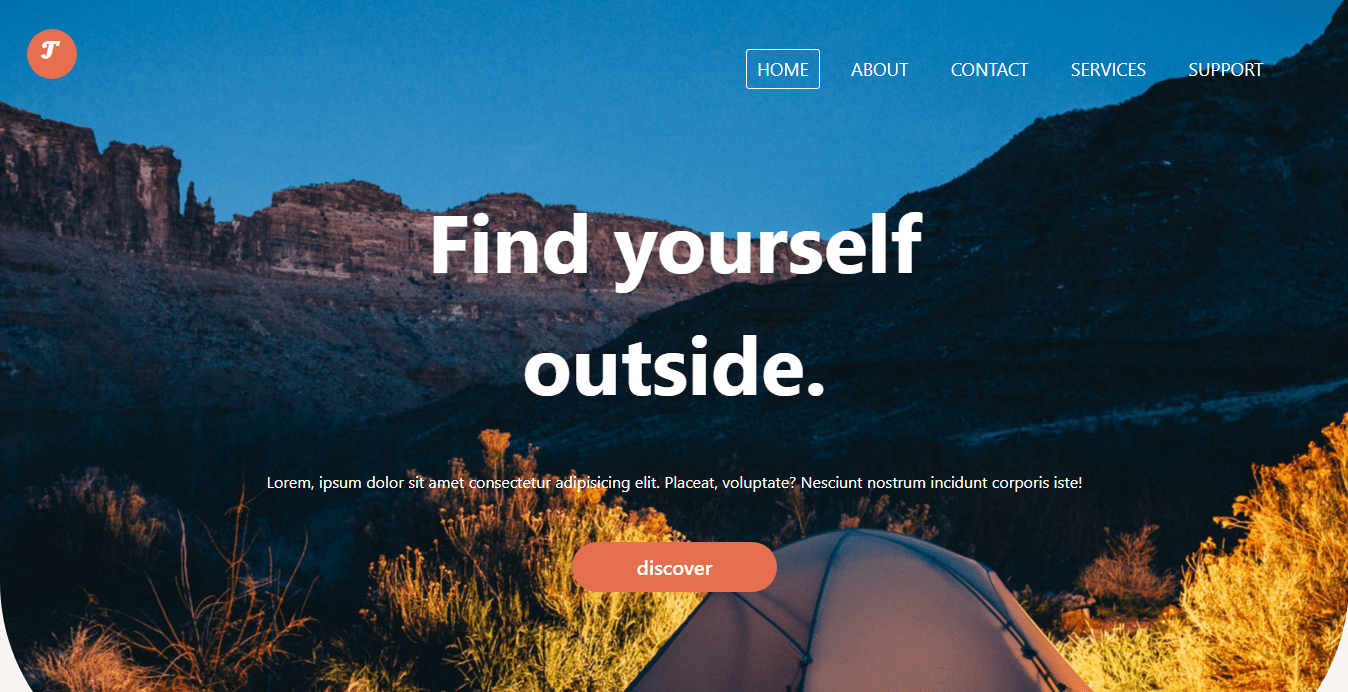 T
HOME ABOUT CONTACT SERVICES SUPPORT
Find yourself
outside.
Lorem, ipsum dolor sit amet consectetur adipisicing elit. Placeat, voluptate? Nesciunt nostrum incidunt corporis iste!
discover